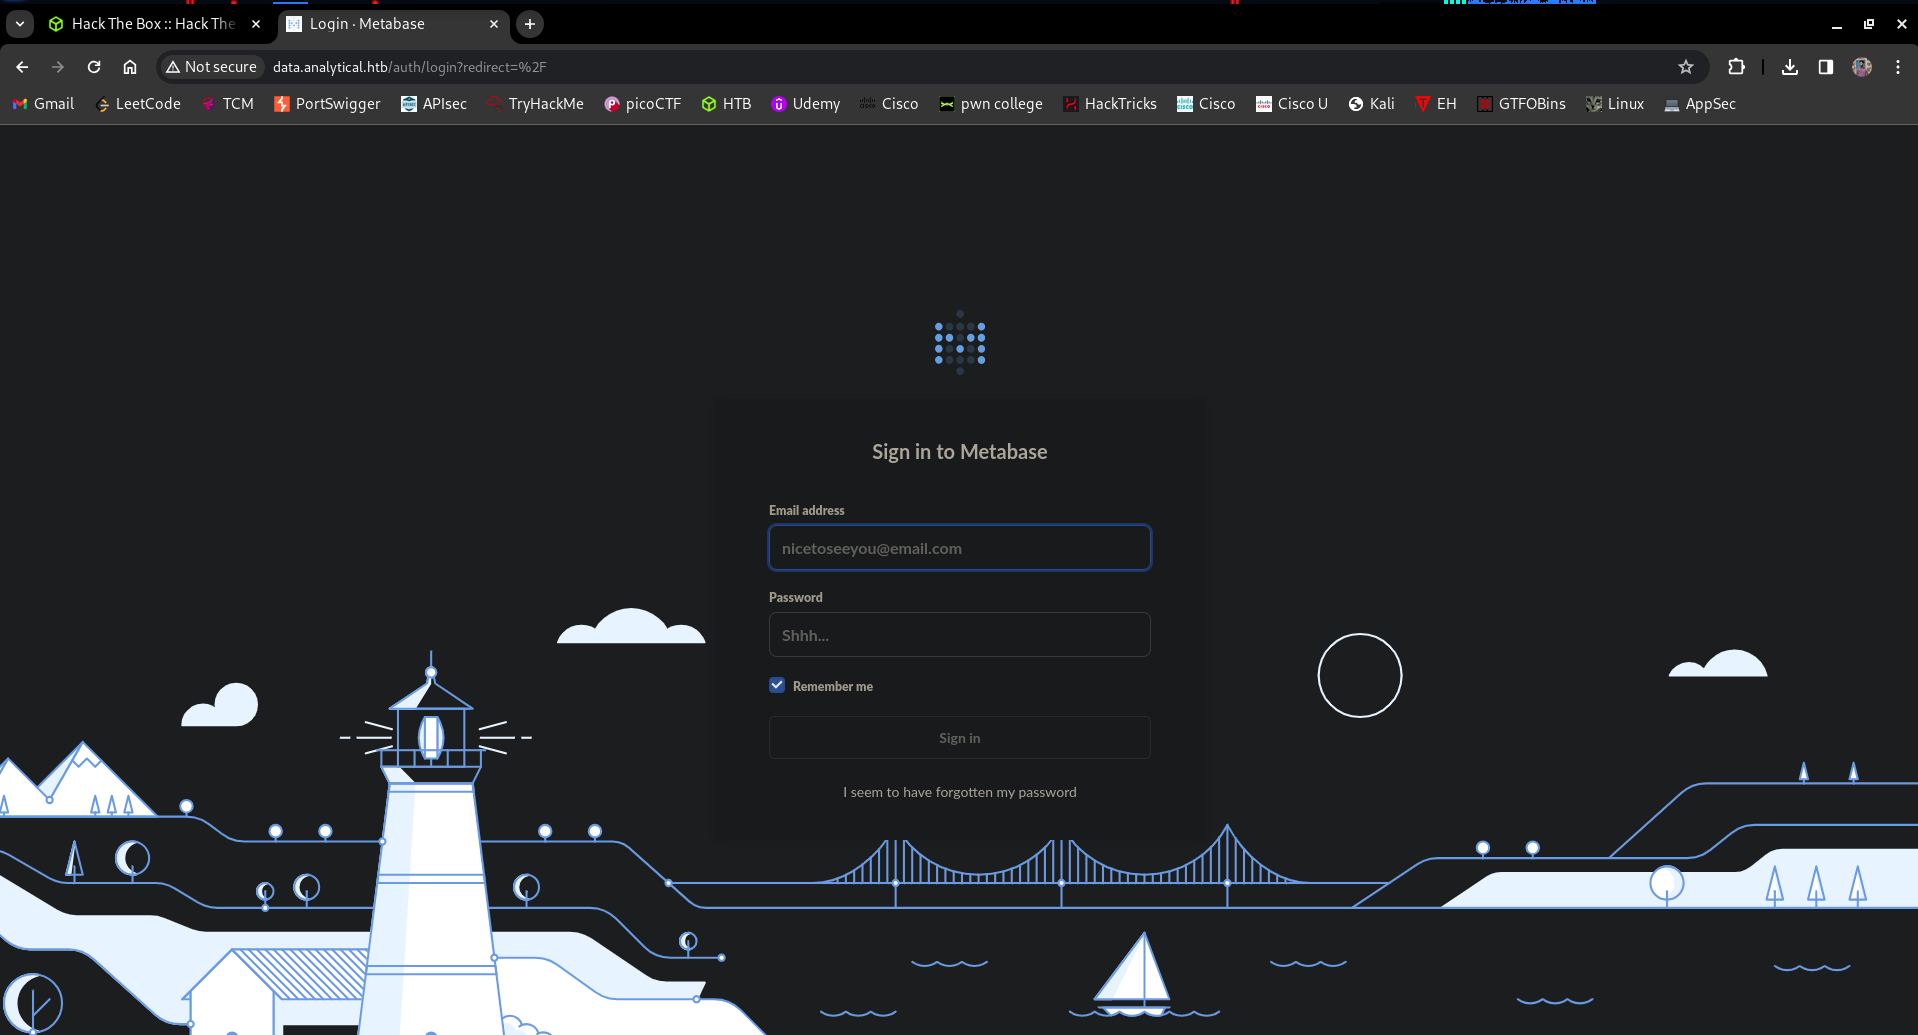 Hack The Box :: Hack The
Login · Metabase
Not secure
data.analytical.htb/auth/login?redirect=%2F
Gmail LeetCode TCM PortSwigger APIsec TryHackMe picoCTF HTB Udemy Cisco pwn college HackTricks Cisco Cisco U Kali EH GTFOBins Linux AppSec
Sign in to Metabase
Email address
nicetoseeyou@email.com
Password
Shhh...
Remember me
Sign in
I seem to have forgotten my password